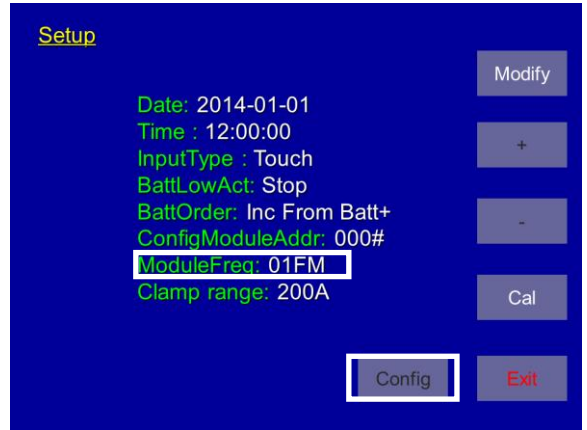 Setup
Modify
Date: 2014-01-01
Time : 12:00:00
+
InputType : Touch
BattLowAct: Stop
BattOrder: Inc From Batt+
-
ConfigModuleAddr: 000#
ModuleFreq: 01FM
Clamp range: 200A
Cal
Config
Exit